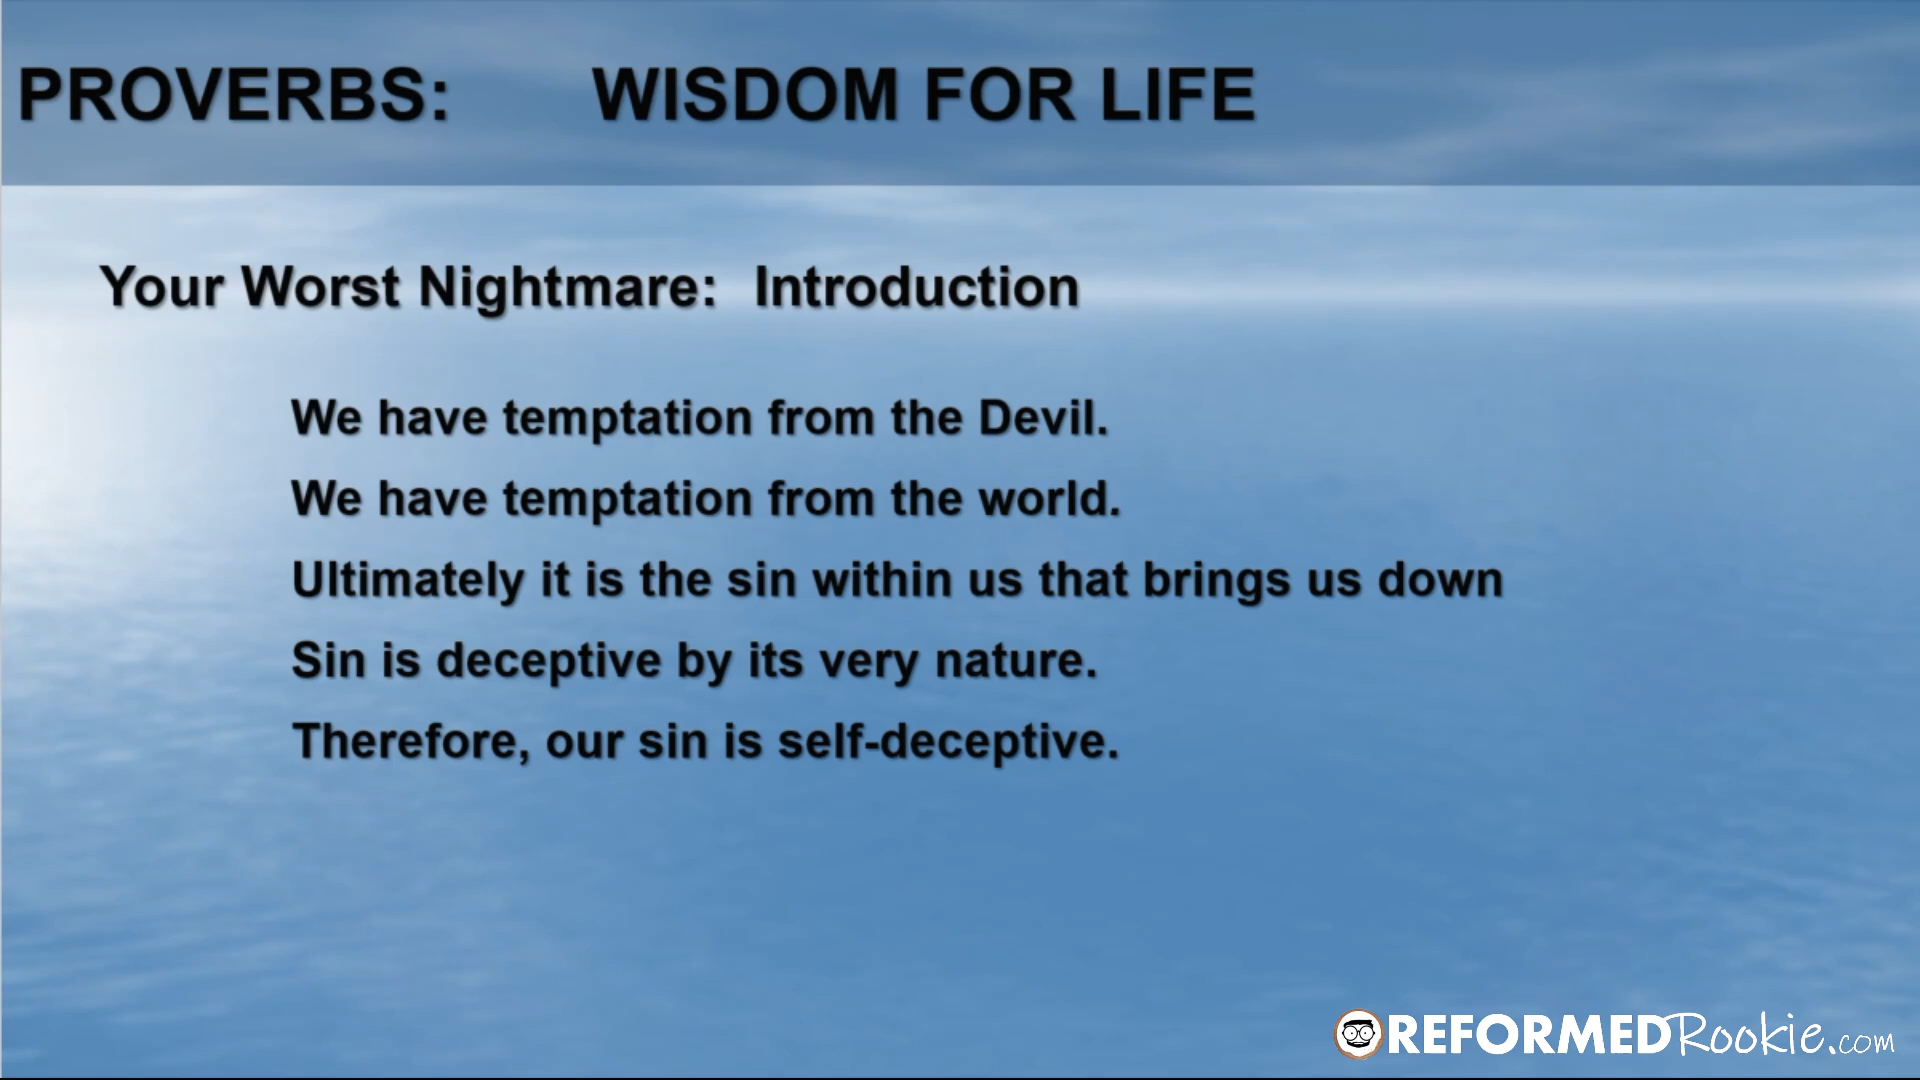 PROVERBS: WISDOM FOR LIFE
Your Worst Nightmare: Introduction
We have temptation from the Devil.
We have temptation from the world.
Ultimately it is the sin within us that brings us down
Sin is deceptive by its very nature.
Therefore, our sin is self-deceptive.
REFORMEDRookie.com